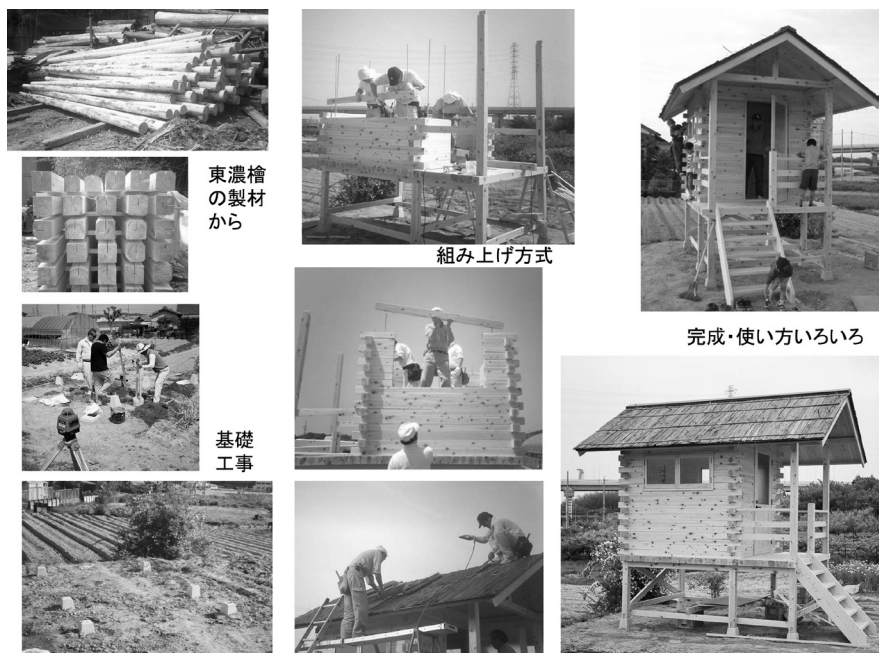 東濃檜
の製材
から
基礎
工事
組み上げ方式
完成・使い方いろいろ